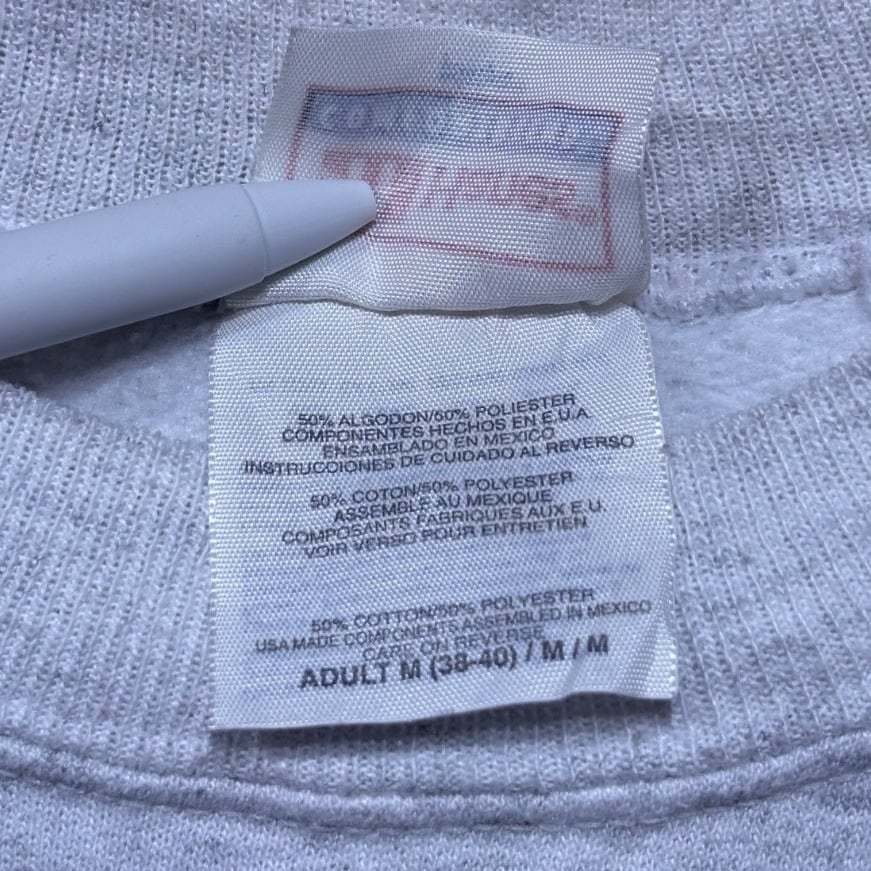 50% ALGODON/50% POLIESTER
COMPONENTES HECHOS EN E.U.A.
ENSAMBLADO EN MEXICO
INSTRUCCIONES DE CUIDADO AL REVERSO
50% COTON/50% POLYESTER
ASSEMBLE AU MEXIQUE
COMPOSANTS FABRIQUES AUX E.U.
VOIR VERSO POUR ENTRETIEN
50% COTTON/50% POLYESTER
USA MADE COMPONENTS ASSEMBLED IN MEXICO
CARE ON REVERSE
ADULT M (38-40) / M / M